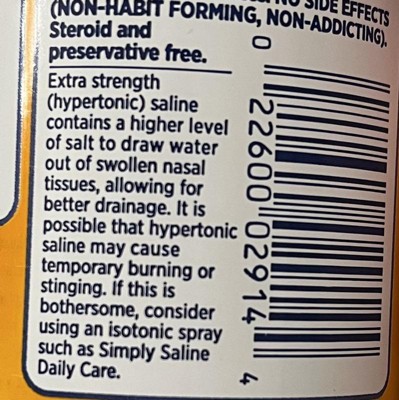 NO SIDE EFFECTS
(NON-HABIT FORMING, NON-ADDICTING).
Steroid and
preservative free.
Extra strength
(hypertonic) saline
contains a higher level
of salt to draw water
out of swollen nasal
tissues, allowing for
better drainage. It is
possible that hypertonic
saline may cause
temporary burning or
stinging. If this is
bothersome, consider
using an isotonic spray
such as Simply Saline
Daily Care.
0 22600 02914 4